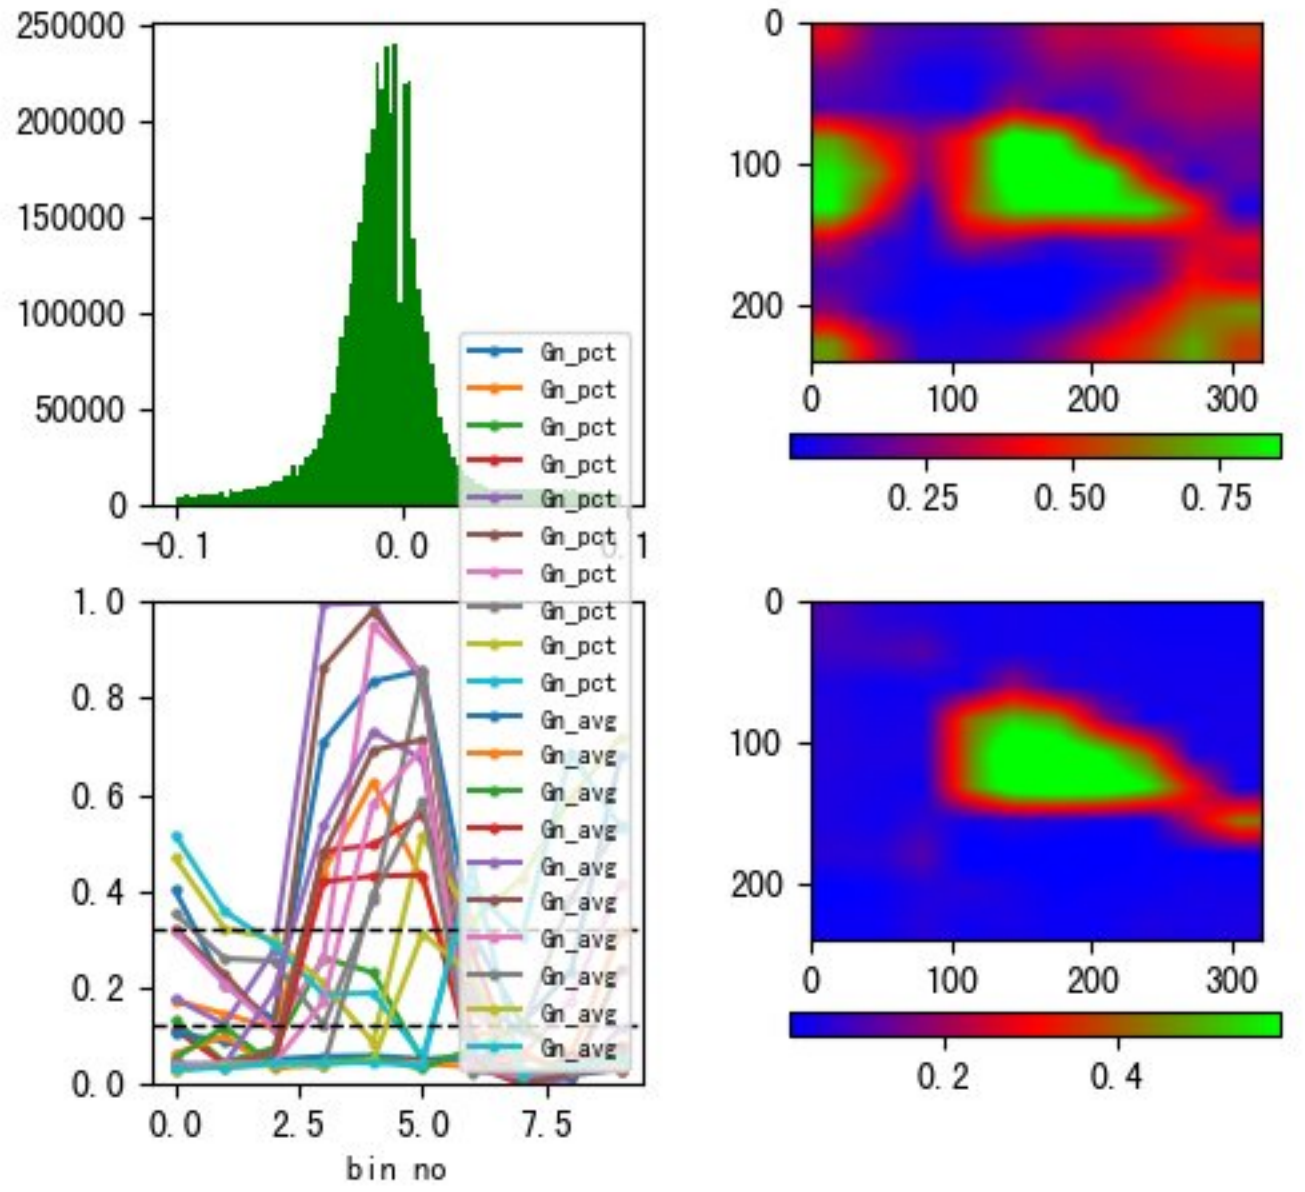 250000
200000
150000
100000
50000
0
−0.1
0.0
0.1
0
100
200
0
100
200
300
0.25
0.50
0.75
Gn_pct
Gn_pct
Gn_pct
Gn_pct
Gn_pct
Gn_pct
Gn_pct
Gn_pct
Gn_pct
Gn_pct
Gn_avg
Gn_avg
Gn_avg
Gn_avg
Gn_avg
Gn_avg
Gn_avg
Gn_avg
Gn_avg
Gn_avg
1.0
0.8
0.6
0.4
0.2
0.0
0.0
2.5
5.0
7.5
bin no
0
100
200
0
100
200
300
0.2
0.4